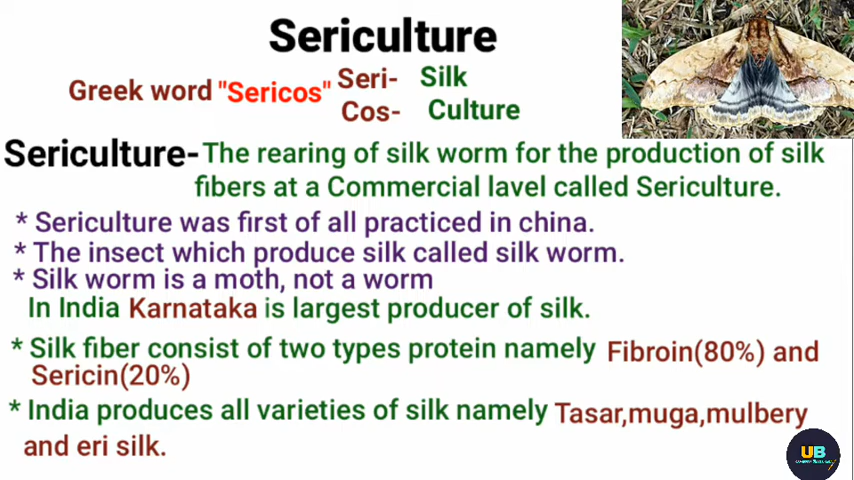 Sericulture
Greek word "Sericos" Seri- Silk
Cos- Culture
Sericulture- The rearing of silk worm for the production of silk
fibers at a Commercial lavel called Sericulture.
* Sericulture was first of all practiced in china.
* The insect which produce silk called silk worm.
* Silk worm is a moth, not a worm
In India Karnataka is largest producer of silk.
* Silk fiber consist of two types protein namely Fibroin(80%) and
Sericin(20%)
* India produces all varieties of silk namely Tasar,muga,mulbery
and eri silk.
UB